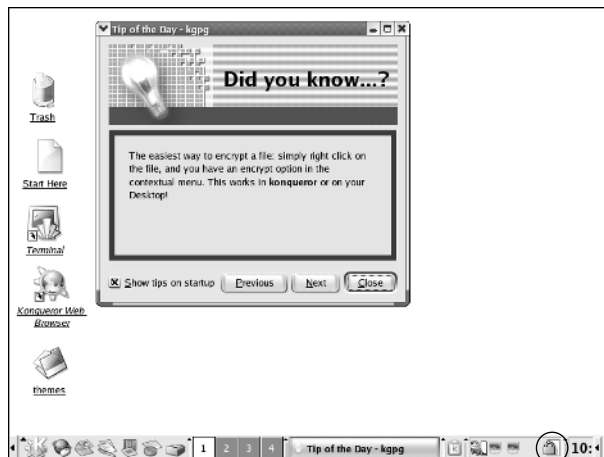 Tip of the Day - kgpg
Did you know...?
Trash
The easiest way to encrypt a file: simply right click on
the file, and you have an encrypt option in the
contextual menu. This works in konqueror or on your
Desktop!
Start Here
Terminal
Show tips on startup
Previous
Next
Close
Konqueror Web
Browser
themes
1 2 3 4
Tip of the Day - kgpg
10: